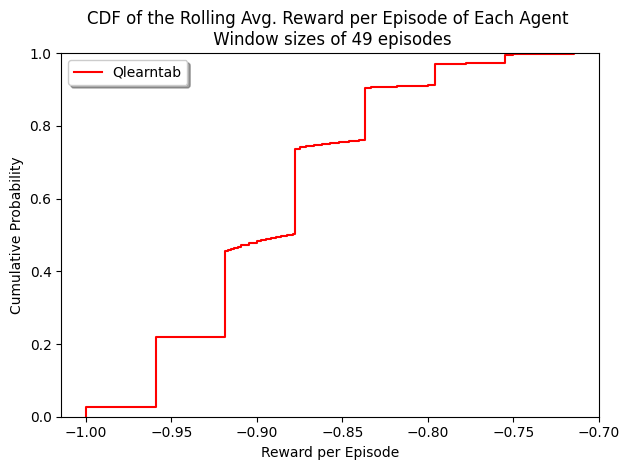 CDF of the Rolling Avg. Reward per Episode of Each Agent
Window sizes of 49 episodes
Qlearntab
Cumulative Probability
1.0
0.8
0.6
0.4
0.2
0.0
−1.00 −0.95 −0.90 −0.85 −0.80 −0.75 −0.70
Reward per Episode